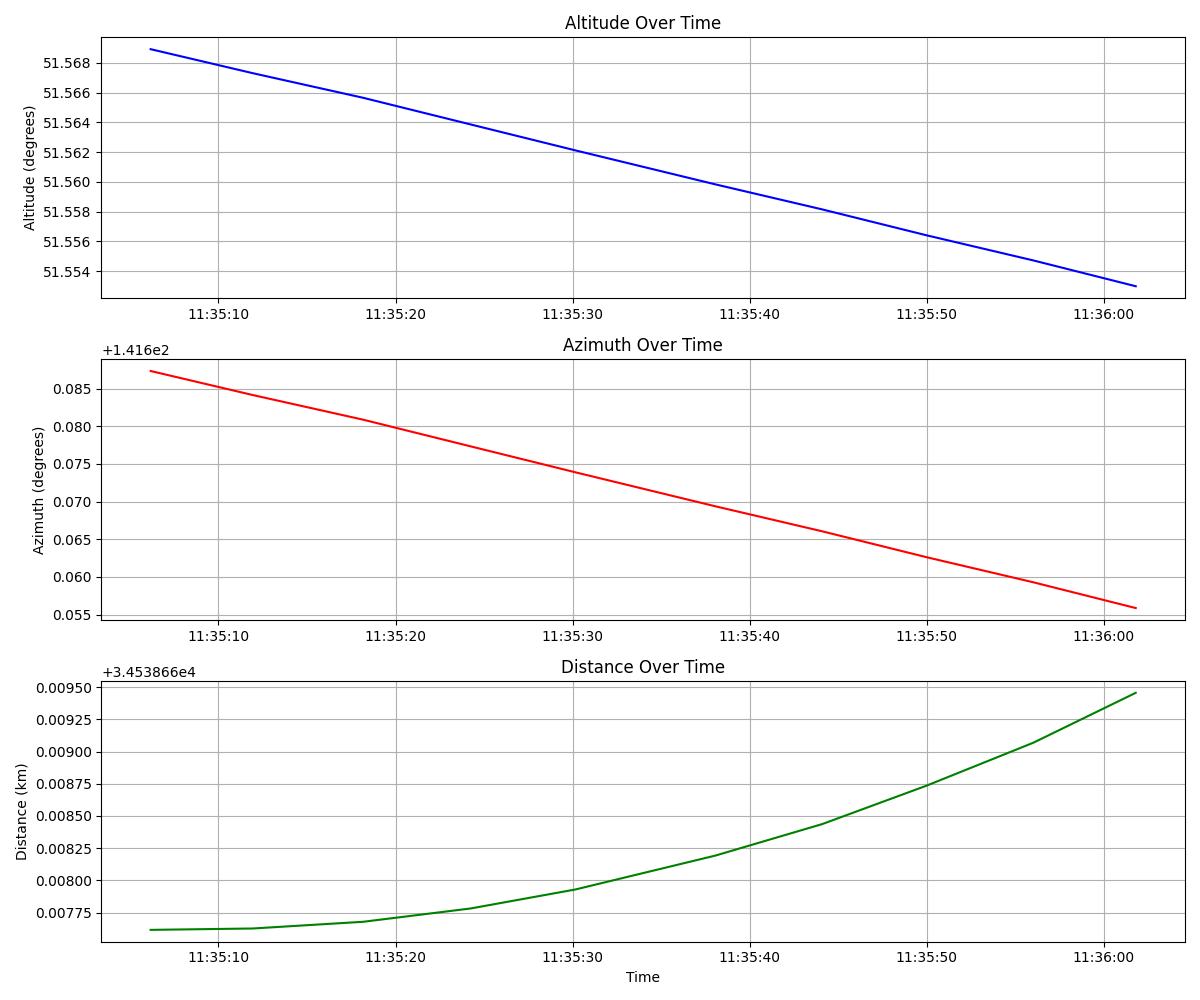 Altitude Over Time
Altitude (degrees)
51.568
51.566
51.564
51.562
51.560
51.558
51.556
51.554
11:35:10 11:35:20 11:35:30 11:35:40 11:35:50 11:36:00
Azimuth Over Time
+1.416e2
Azimuth (degrees)
0.085
0.080
0.075
0.070
0.065
0.060
0.055
11:35:10 11:35:20 11:35:30 11:35:40 11:35:50 11:36:00
Distance Over Time
+3.453866e4
Distance (km)
0.00950
0.00925
0.00900
0.00875
0.00850
0.00825
0.00800
0.00775
11:35:10 11:35:20 11:35:30 11:35:40 11:35:50 11:36:00
Time